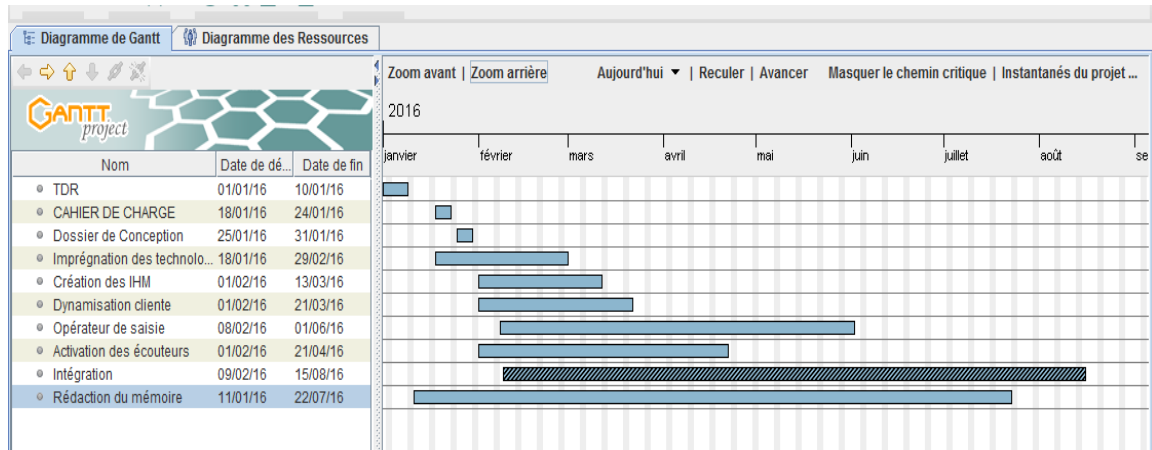 Diagramme de Gantt Diagramme des Ressources
Zoom avant | Zoom arrière Aujourd'hui | Reculer | Avancer Masquer le chemin critique | Instantanés du projet ...
GANTT project
2016
janvier février mars avril mai juin juillet août se
Nom Date de dé... Date de fin
TDR 01/01/16 10/01/16
CAHIER DE CHARGE 18/01/16 24/01/16
Dossier de Conception 25/01/16 31/01/16
Imprégnation des technolo... 18/01/16 29/02/16
Création des IHM 01/02/16 13/03/16
Dynamisation cliente 01/02/16 21/03/16
Opérateur de saisie 08/02/16 01/06/16
Activation des écouteurs 01/02/16 21/04/16
Intégration 09/02/16 15/08/16
Rédaction du mémoire 11/01/16 22/07/16